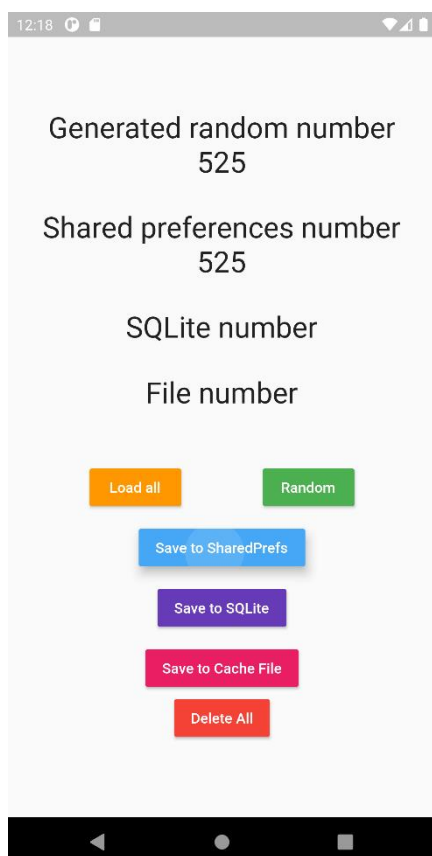 12:18
Generated random number
525
Shared preferences number
525
SQLite number
File number
Load all Random
Save to SharedPrefs
Save to SQLite
Save to Cache File
Delete All